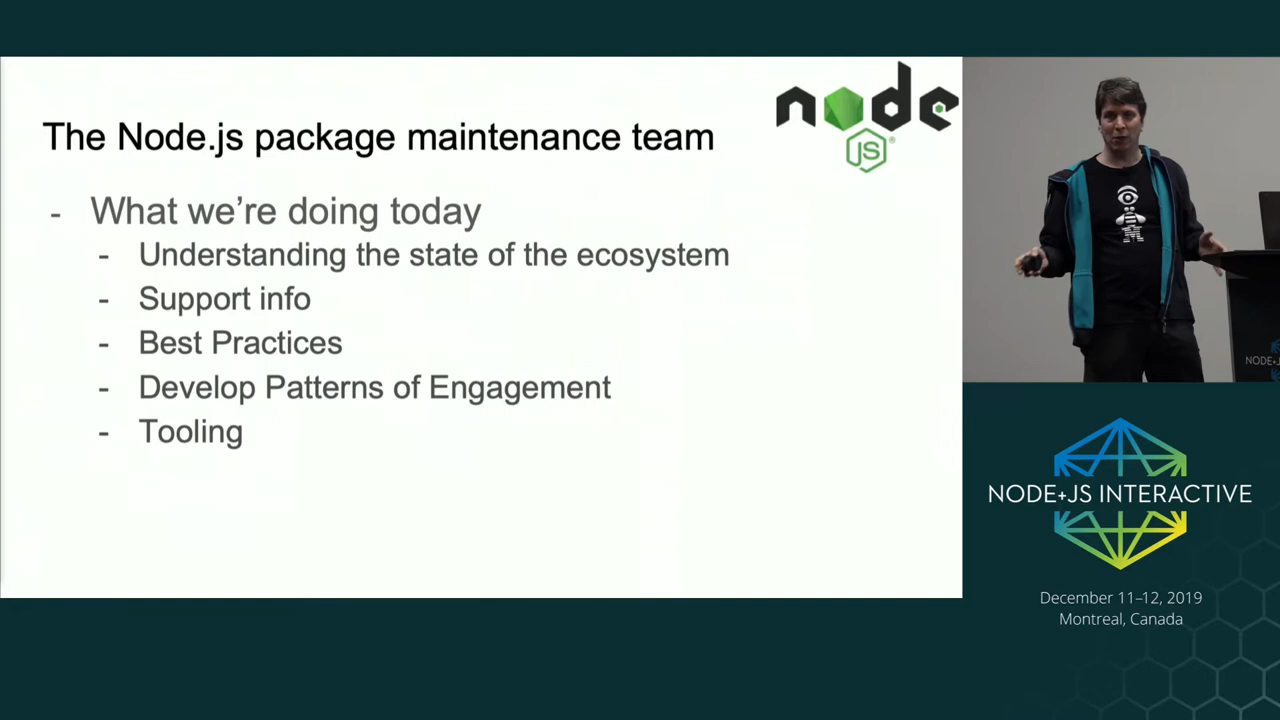 The Node.js package maintenance team
node
JS
®
- What we're doing today
- Understanding the state of the ecosystem
- Support info
- Best Practices
- Develop Patterns of Engagement
- Tooling
NODE+JS INTERACTIVE
December 11–12, 2019
Montreal, Canada